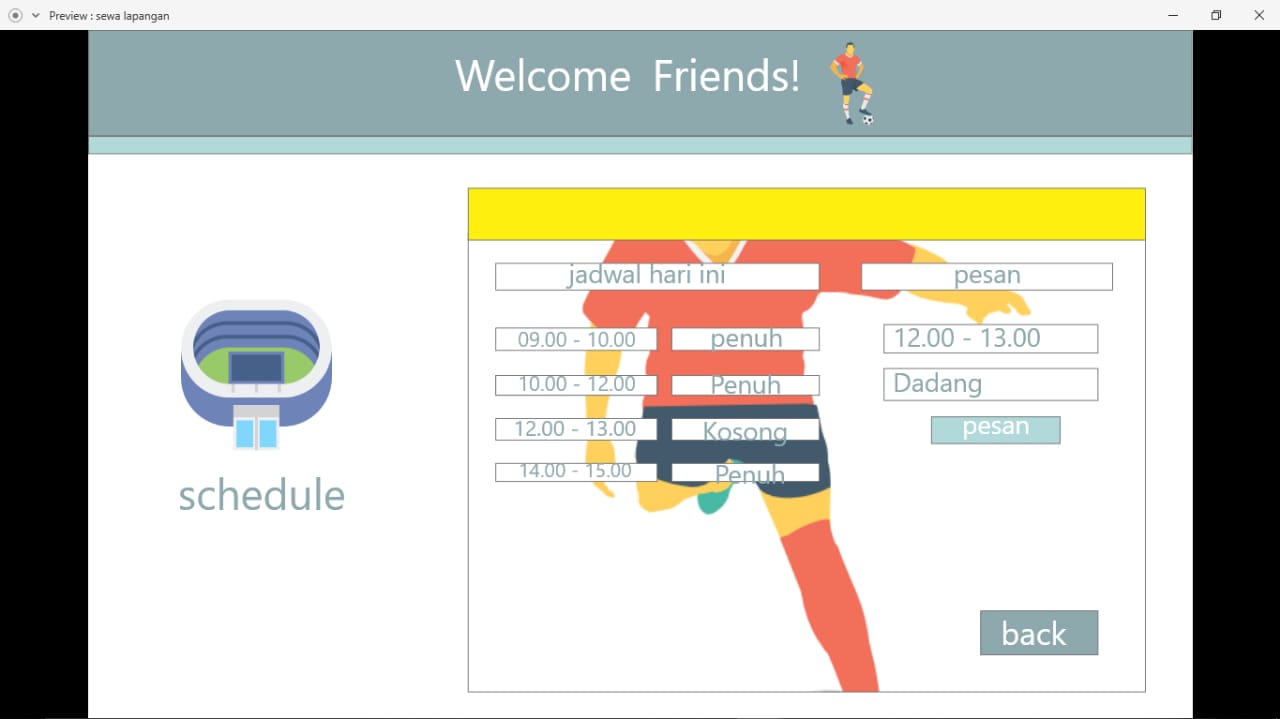 Preview : sewa lapangan
Welcome Friends!
schedule
jadwal hari ini
09.00 - 10.00 penuh
10.00 - 12.00 Penuh
12.00 - 13.00 Kosong
14.00 - 15.00 Penuh
pesan
12.00 - 13.00
Dadang
pesan
back